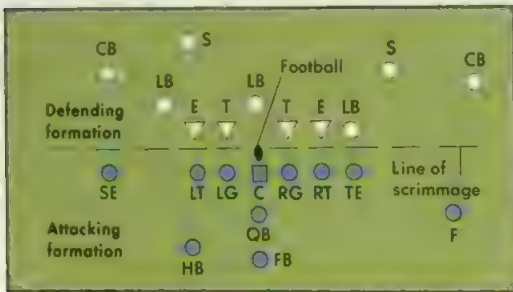 S
S
CB
CB
Football
LB
LB
E
T
T
E
LB
Defending
formation
SE
LT
LG
C
RG
RT
TE
Line of
scrimmage
QB
F
Attacking
formation
HB
FB